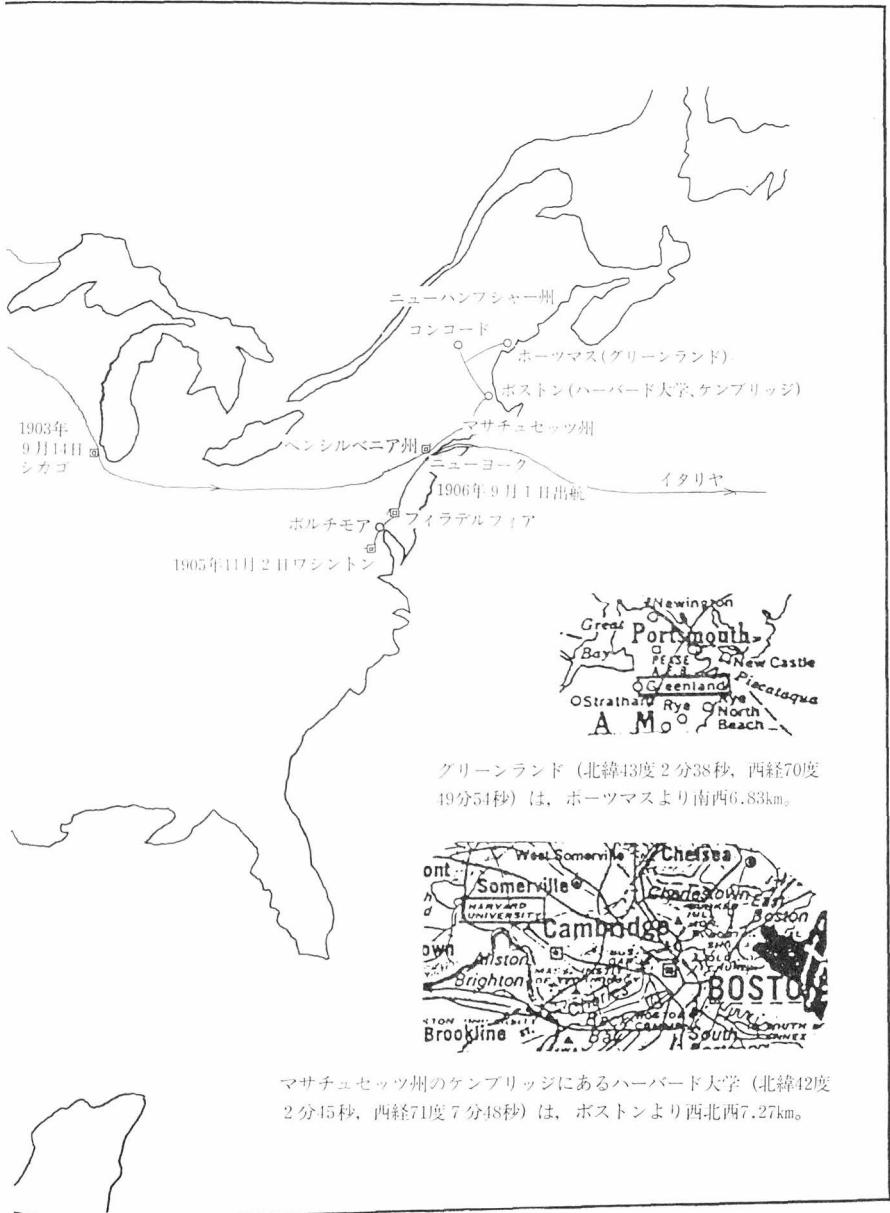 ニューハンプシャー州
コンコード
ポーツマス(グリーンランド)
ボストン(ハーバード大学、ケンブリッジ)
マサチュセッツ州
1903年
9月14日
シカゴ
ペンシルベニア州
ニューヨーク
1906年9月1日出航
イタリヤ
フィラデルフィア
ボルチモア
1905年11月2日ワシントン
Newington
Great
Bay
Portsmouth
PEASE
A.F.B.
New Castle
Greenland
Piscataqua
Stratham
Rye
Rye
North
Beach
A M
グリーンランド (北緯43度2分38秒, 西経70度
49分54秒) は, ポーツマスより南西6.83km。
West Somerville
Chelsea
ont
Somerville
Charlestown
East
Boston
HARVARD
UNIVERSITY
Cambridge
own
Allston
Brighton
Charles
BOSTO
Brookline
South
マサチュセッツ州のケンブリッジにあるハーバード大学 (北緯42度
2分45秒, 西経71度7分48秒) は, ボストンより西北西7.27km。